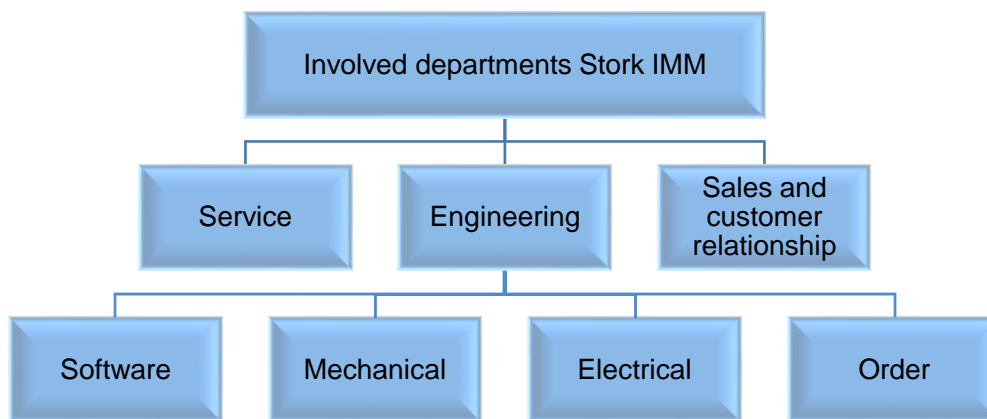 Involved departments Stork IMM
Service
Engineering
Sales and
customer
relationship
Software
Mechanical
Electrical
Order